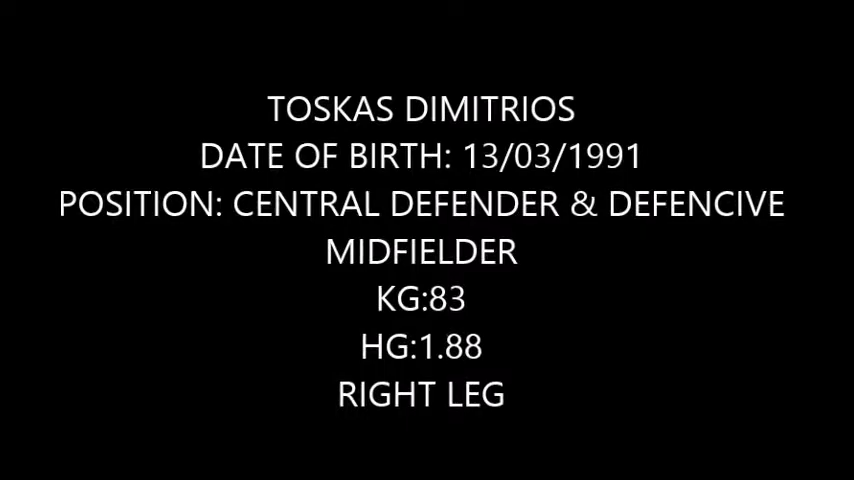 TOSKAS DIMITRIOS
DATE OF BIRTH: 13/03/1991
POSITION: CENTRAL DEFENDER & DEFENCIVE
MIDFIELDER
KG:83
HG:1.88
RIGHT LEG